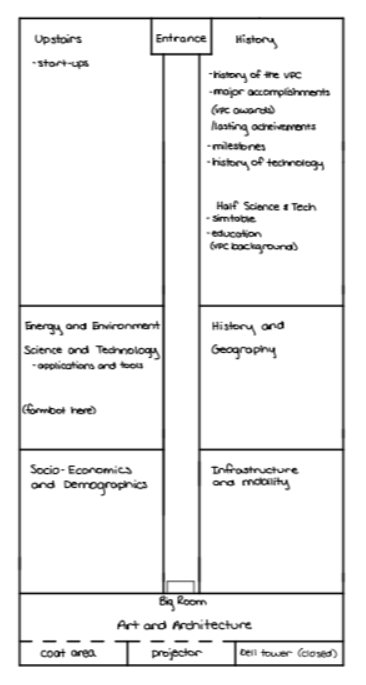 Upstairs
-start-ups
Entrance
History
-history of the VPC
-major accomplishments
(VPC awards)
/lasting acheivements
-milestones
-history of technology
Half Science & Tech
-simtable
-education
(VPC background)
Energy and Environment
Science and Technology
-applications and tools
(farmbot here)
History and
Geography
Socio-Economics
and Demographics
Infrastructure
and mobility
Big Room
Art and Architecture
coat area
projector
Bell tower (closed)